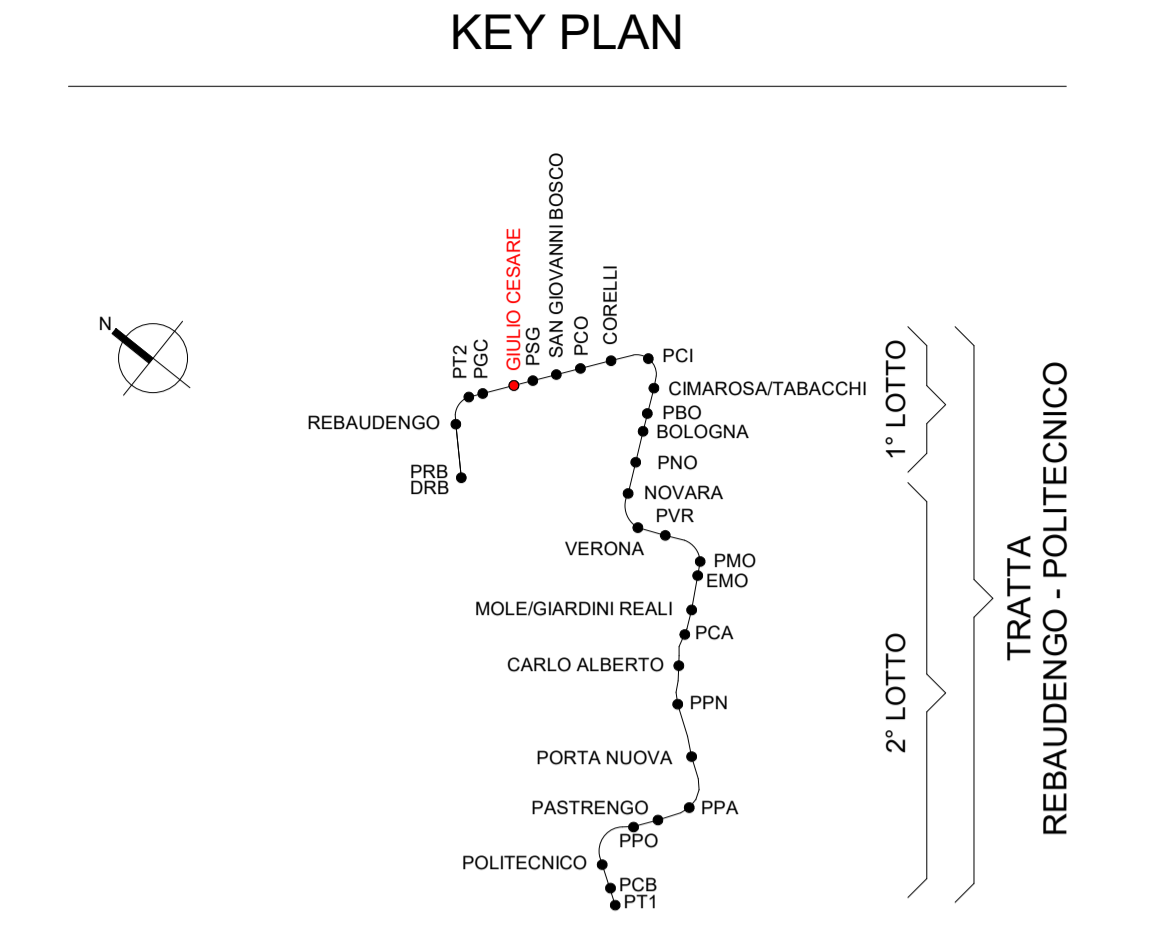 KEY PLAN
N
PT2
PGC
GIULIO CESARE
PSG
SAN GIOVANNI BOSCO
PCO
CORELLI
PCI
CIMAROSA/TABACCHI
REBAUDENGO
PBO
BOLOGNA
PRB
DRB
PNO
NOVARA
PVR
VERONA
PMO
EMO
MOLE/GIARDINI REALI
PCA
CARLO ALBERTO
PPN
PORTA NUOVA
PASTRENGO
PPA
PPO
POLITECNICO
PCB
PT1
1° LOTTO
2° LOTTO
TRATTA
REBAUDENGO - POLITECNICO